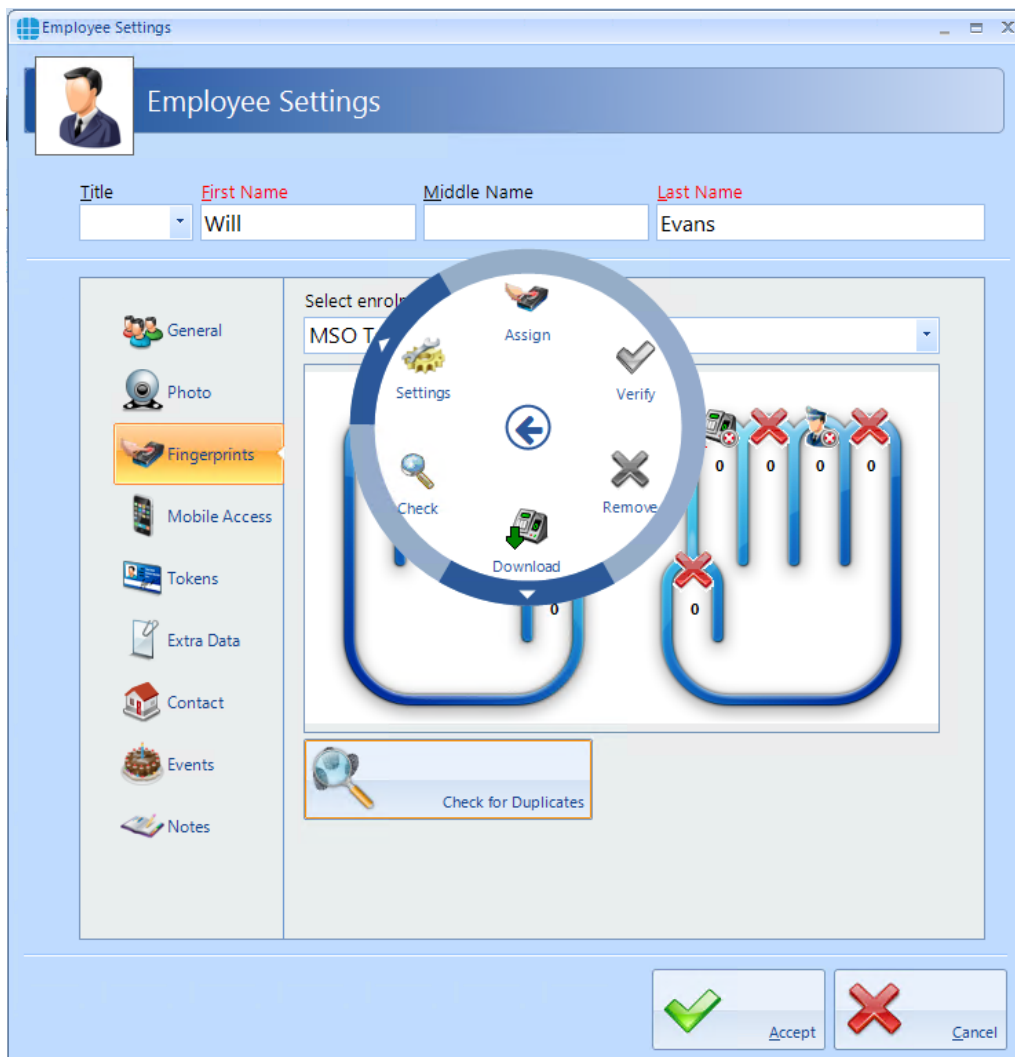 Employee Settings
Employee Settings
Title First Name Middle Name Last Name
Will Evans
General
Photo
Fingerprints
Mobile Access
Tokens
Extra Data
Contact
Events
Notes
Select
MSO
Assign
Settings
Verify
Check
Remove
Download
0 0 0 0
0
0
Check for Duplicates
Accept
Cancel